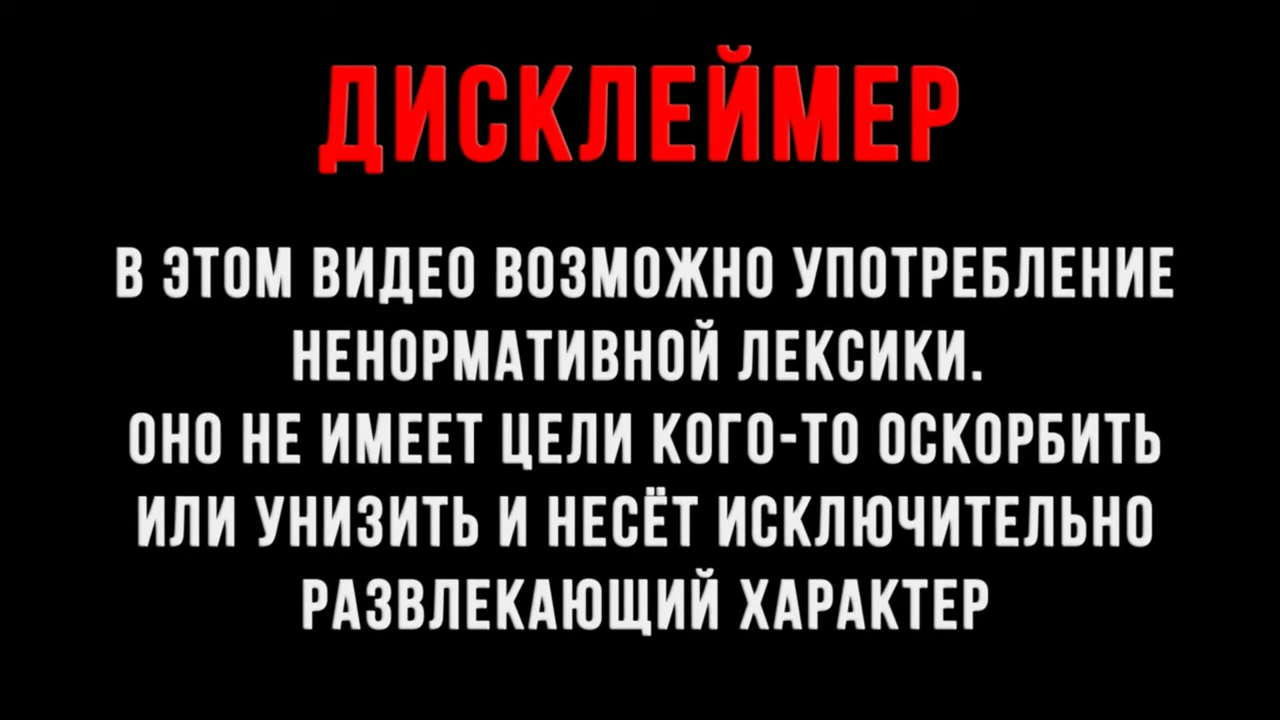 ДИСКЛЕЙМЕР
В ЭТОМ ВИДЕО ВОЗМОЖНО УПОТРЕБЛЕНИЕ
НЕНОРМАТИВНОЙ ЛЕКСИКИ.
ОНО НЕ ИМЕЕТ ЦЕЛИ КОГО-ТО ОСКОРБИТЬ
ИЛИ УНИЗИТЬ И НЕСЁТ ИСКЛЮЧИТЕЛЬНО
РАЗВЛЕКАЮЩИЙ ХАРАКТЕР